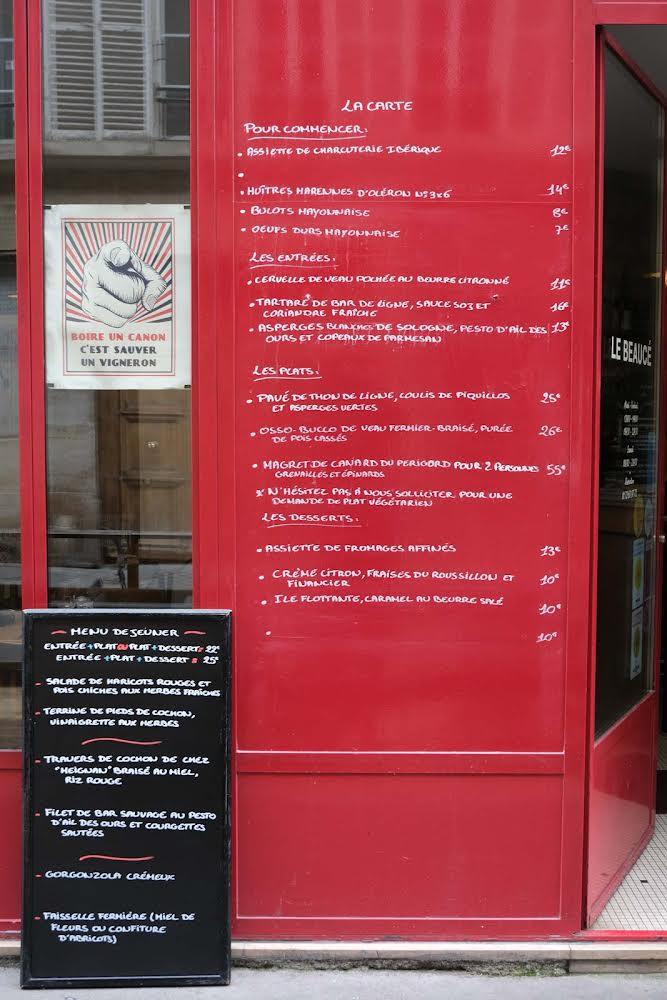 LA CARTE
POUR COMMENCER:
• ASSIETTE DE CHARCUTERIE IBÉRIQUE 12€
•
• HUÎTRES MARENNES D'OLÉRON N°3x6 14€
• BULOTS MAYONNAISE 8€
• OEUFS DURS MAYONNAISE 7€
LES ENTRÉES:
• CERVELLE DE VEAU POCHÉE AU BEURRE CITRONNÉ 11€
• TARTARE DE BAR DE LIGNE, SAUCE SOJ ET 16€
CORIANDRE FRAÎCHE
• ASPERGES BLANCHES DE SOLOGNE, PESTO D'AIL DES 13€
OURS ET COPEAUX DE PARMESAN
LES PLATS:
• PAVÉ DE THON DE LIGNE, COULIS DE PIQUILLOS 25€
ET ASPERGES VERTES
• OSSO-BUCCO DE VEAU FERMIER-BRAISÉ, PURÉE 26€
DE POIS CASSÉS
• MAGRET DE CANARD DU PERIGORD POUR 2 PERSONNES 55€
GRENAILLES ET ÉPINARDS
* N'HÉSITEZ PAS À NOUS SOLLICITER POUR UNE
DEMANDE DE PLAT VÉGÉTARIEN
LES DESSERTS:
• ASSIETTE DE FROMAGES AFFINÉS 13€
• CRÉME CITRON, FRAISES DU ROUSSILLON ET 10€
FINANCIER
• ILE FLOTTANTE, CARAMEL AU BEURRE SALÉ 10€
• 10€
BOIRE UN CANON
C'EST SAUVER
UN VIGNERON
LE BEAUCÉ
MENU DEJEÛNER
ENTRÉE+PLAT OU PLAT+DESSERT= 22€
ENTRÉE+PLAT+DESSERT = 25€
- SALADE DE HARICOTS ROUGES ET
POIS CHICHES AUX HERBES FRAÎCHES
- TERRINE DE PIEDS DE COCHON,
VINAIGRETTE AUX HERBES
- TRAVERS DE COCHON DE CHEZ
"MEIGNAN" BRAISÉ AU MIEL,
RIZ ROUGE
- FILET DE BAR SAUVAGE AU PESTO
D'AIL DES OURS ET COURGETTES
SAUTÉES
- GORGONZOLA CRÉMEUX
- FAISSELLE FERMIÉRE (MIEL DE
FLEURS OU CONFITURE
D'ABRICOTS)